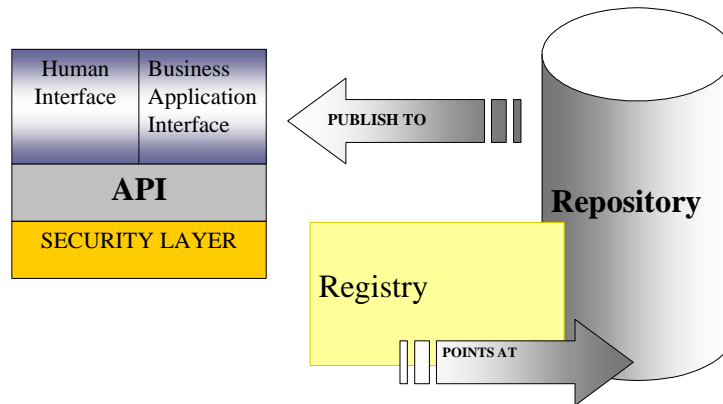 Human
Interface
Business
Application
Interface
API
SECURITY LAYER
PUBLISH TO
Repository
Registry
POINTS AT